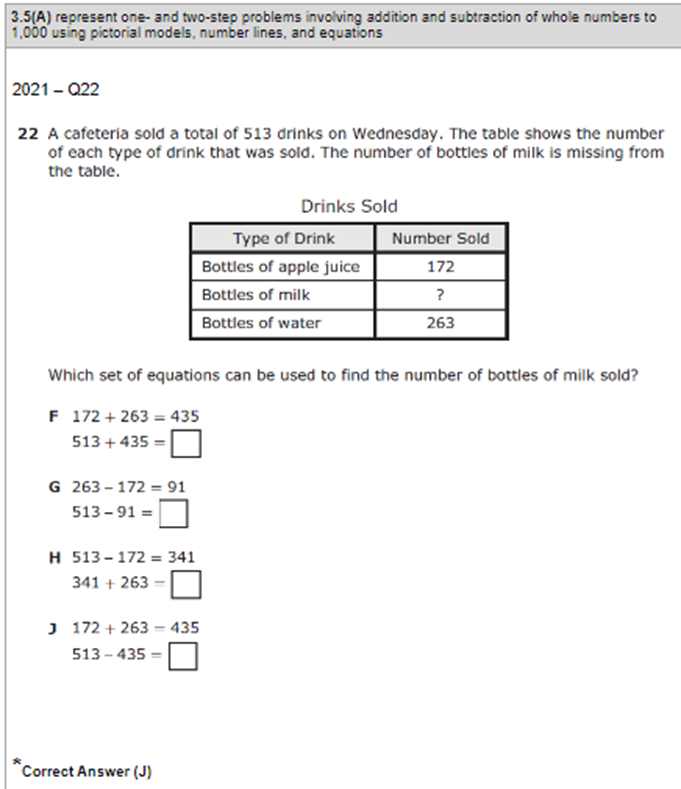 3.5(A) represent one- and two-step problems involving addition and subtraction of whole numbers to
1,000 using pictorial models, number lines, and equations
2021 – Q22
22 A cafeteria sold a total of 513 drinks on Wednesday. The table shows the number
of each type of drink that was sold. The number of bottles of milk is missing from
the table.
Drinks Sold
Type of Drink Number Sold
Bottles of apple juice 172
Bottles of milk ?
Bottles of water 263
Which set of equations can be used to find the number of bottles of milk sold?
F 172 + 263 = 435
513 + 435 = □
G 263 – 172 = 91
513 – 91 = □
H 513 – 172 = 341
341 + 263 = □
J 172 + 263 = 435
513 – 435 = □
*Correct Answer (J)